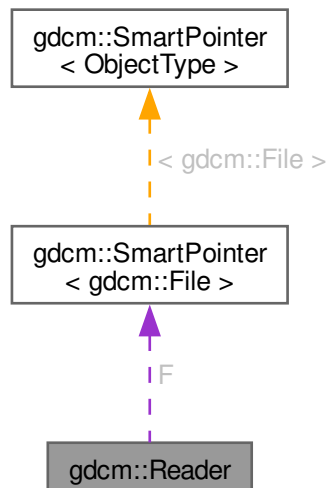 gdcm::SmartPointer
< ObjectType >
< gdcm::File >
gdcm::SmartPointer
< gdcm::File >
F
gdcm::Reader